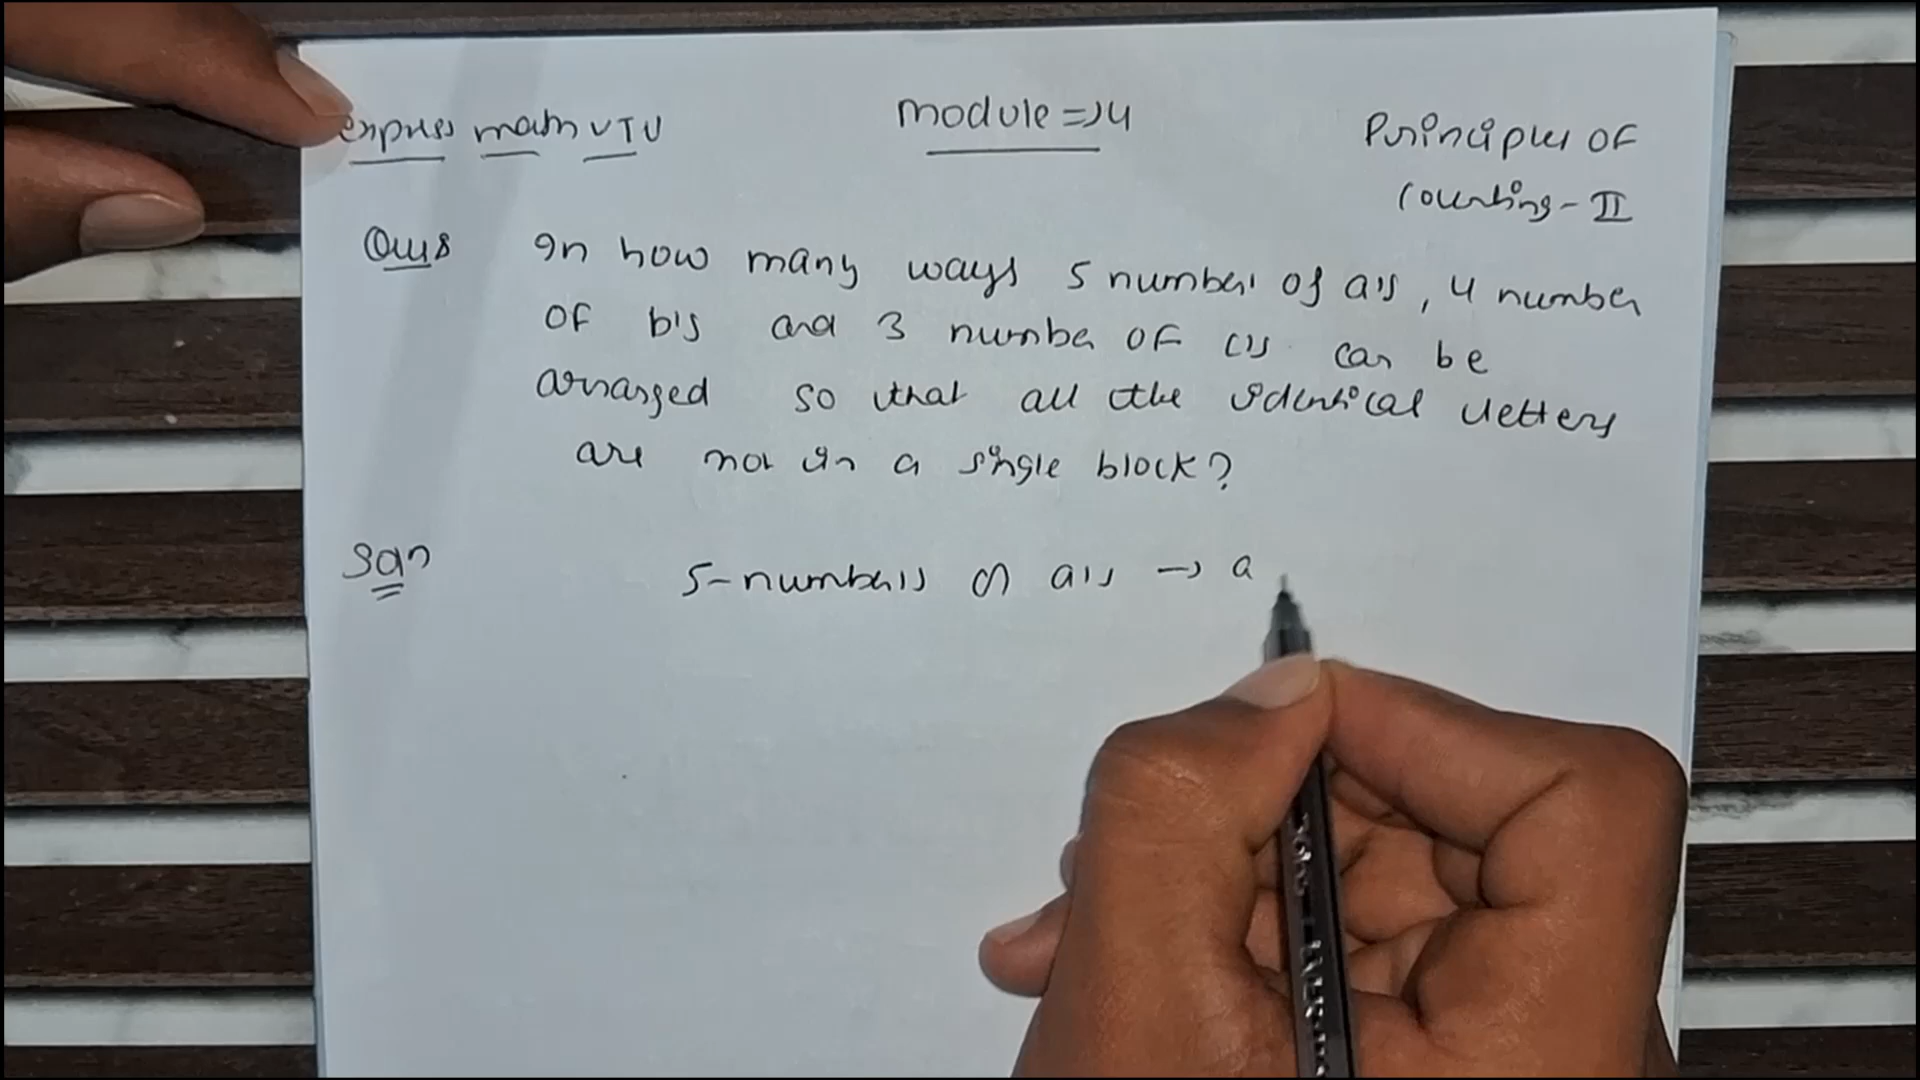 express math VTU
module => 4
Principles of
Counting - II
Ques In how many ways 5 number of a's, 4 number
of b's and 3 number of c's can be
arranged so that all the identical letters
are not in a single block?
Soln 5-numbers of a's → a